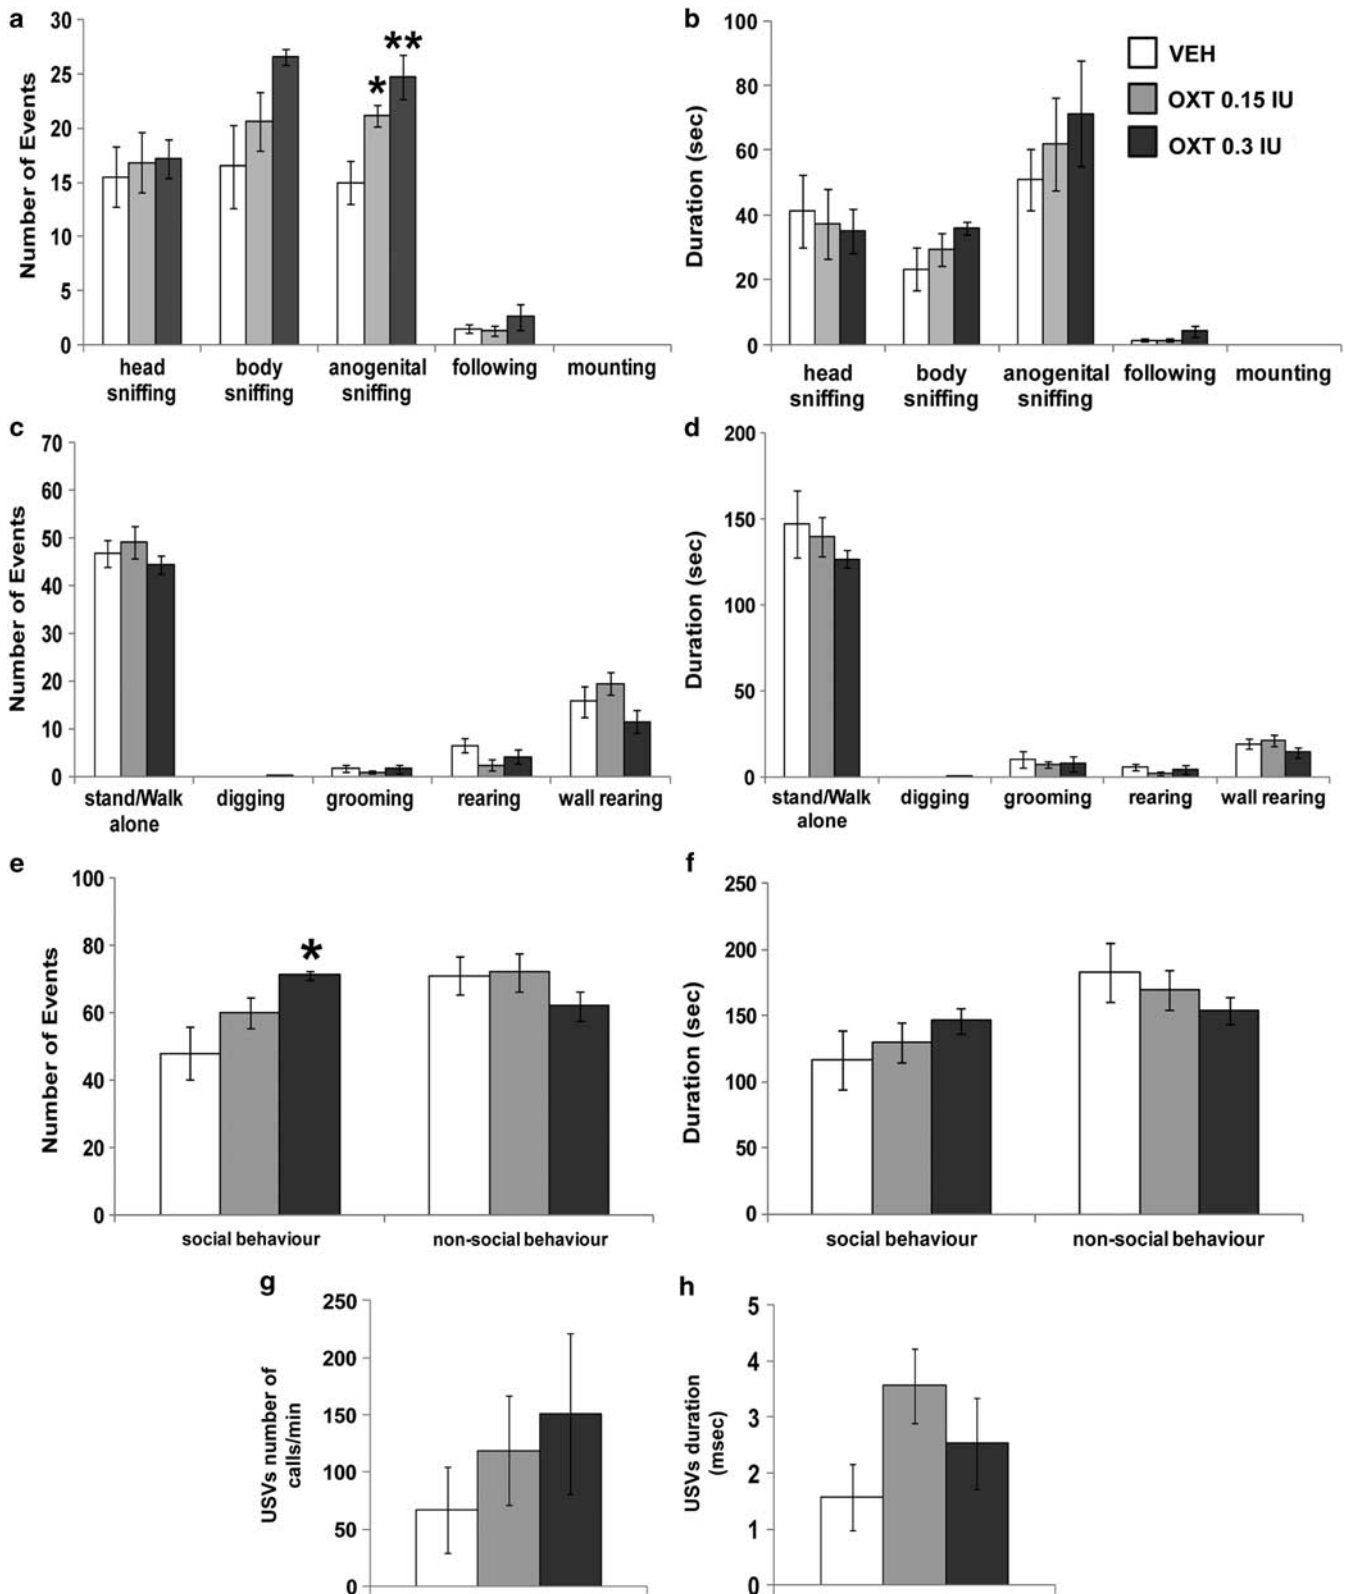 a
30
25
20
15
10
5
0
Number of Events
*
**
head sniffing
body sniffing
anogenital sniffing
following
mounting
b
100
80
60
40
20
0
Duration (sec)
VEH
OXT 0.15 IU
OXT 0.3 IU
head sniffing
body sniffing
anogenital sniffing
following
mounting
c
70
60
50
40
30
20
10
0
Number of Events
stand/Walk alone
digging
grooming
rearing
wall rearing
d
200
150
100
50
0
Duration (sec)
stand/Walk alone
digging
grooming
rearing
wall rearing
e
100
80
60
40
20
0
Number of Events
*
social behaviour
non-social behaviour
f
250
200
150
100
50
0
Duration (sec)
social behaviour
non-social behaviour
g
250
200
150
100
50
0
USVs number of
calls/min
h
5
4
3
2
1
0
USVs duration
(msec)